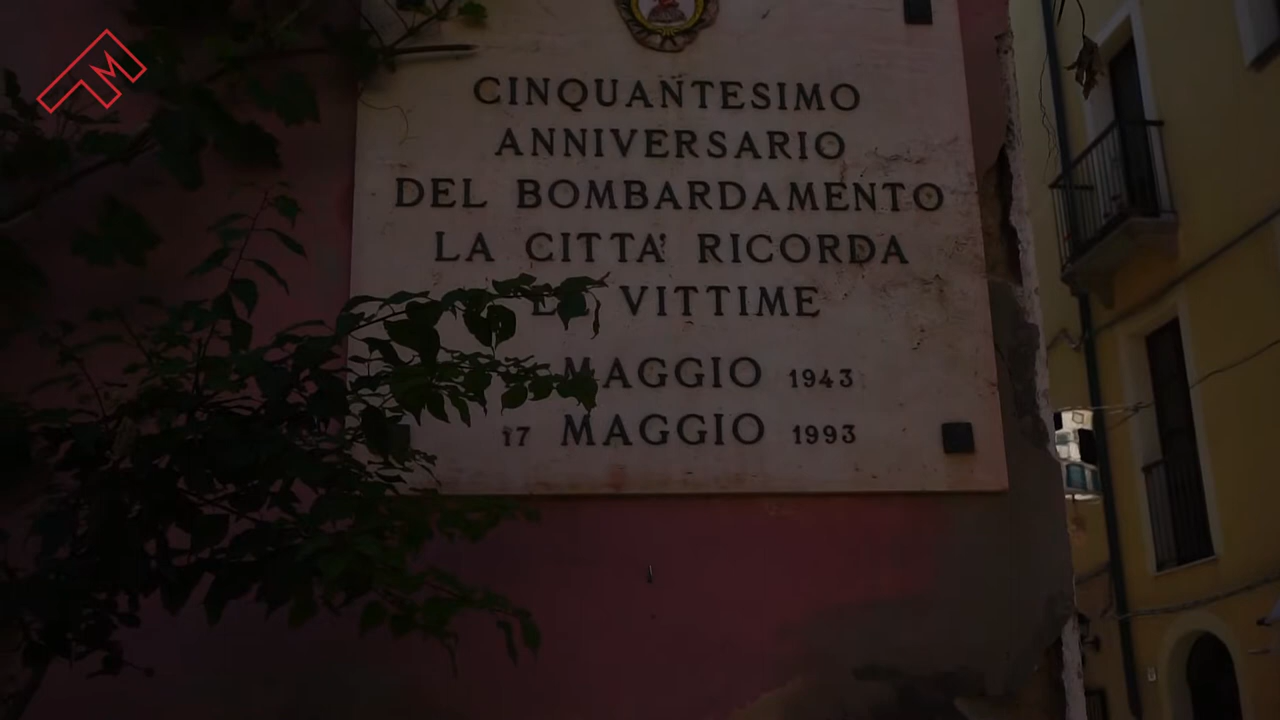 CINQUANTESIMO
ANNIVERSARIO
DEL BOMBARDAMENTO
LA CITTA' RICORDA
VITTIME
MAGGIO 1943
17 MAGGIO 1993